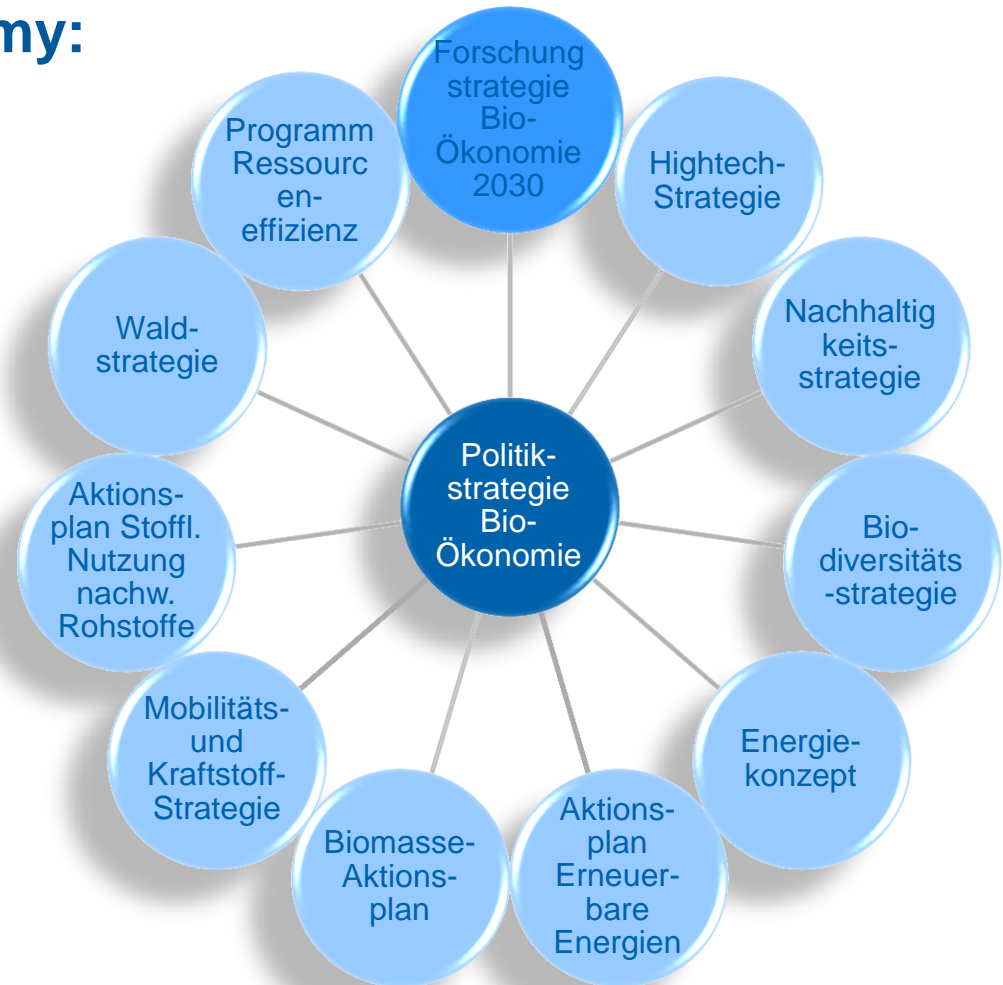 my:
Forschung
strategie
Bio-
Ökonomie
2030
Hightech-
Strategie
Nachhaltig
keits-
strategie
Bio-
diversitäts
-strategie
Energie-
konzept
Aktions-
plan
Erneuer-
bare
Energien
Biomasse-
Aktions-
plan
Mobilitäts-
und
Kraftstoff-
Strategie
Aktions-
plan Stoffl.
Nutzung
nachw.
Rohstoffe
Wald-
strategie
Programm
Ressourc
en-
effizienz
Politik-
strategie
Bio-
Ökonomie